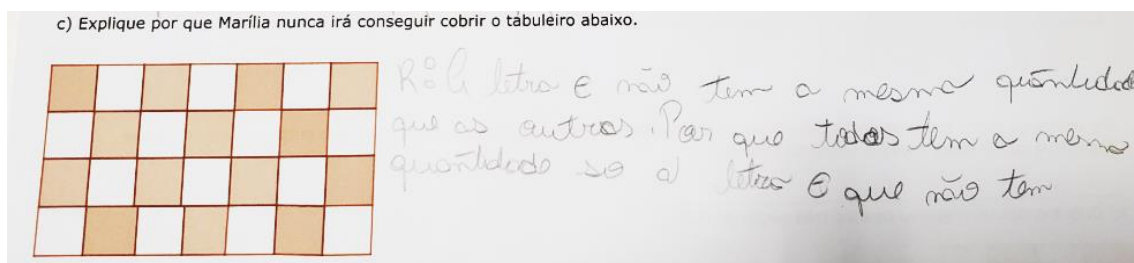 c) Explique por que Marília nunca irá conseguir cobrir o tabuleiro abaixo.
R: A letra E não tem a mesma quantidade
que as outras. Por que todas tem a mesma
quantidade so a letra E que não tem